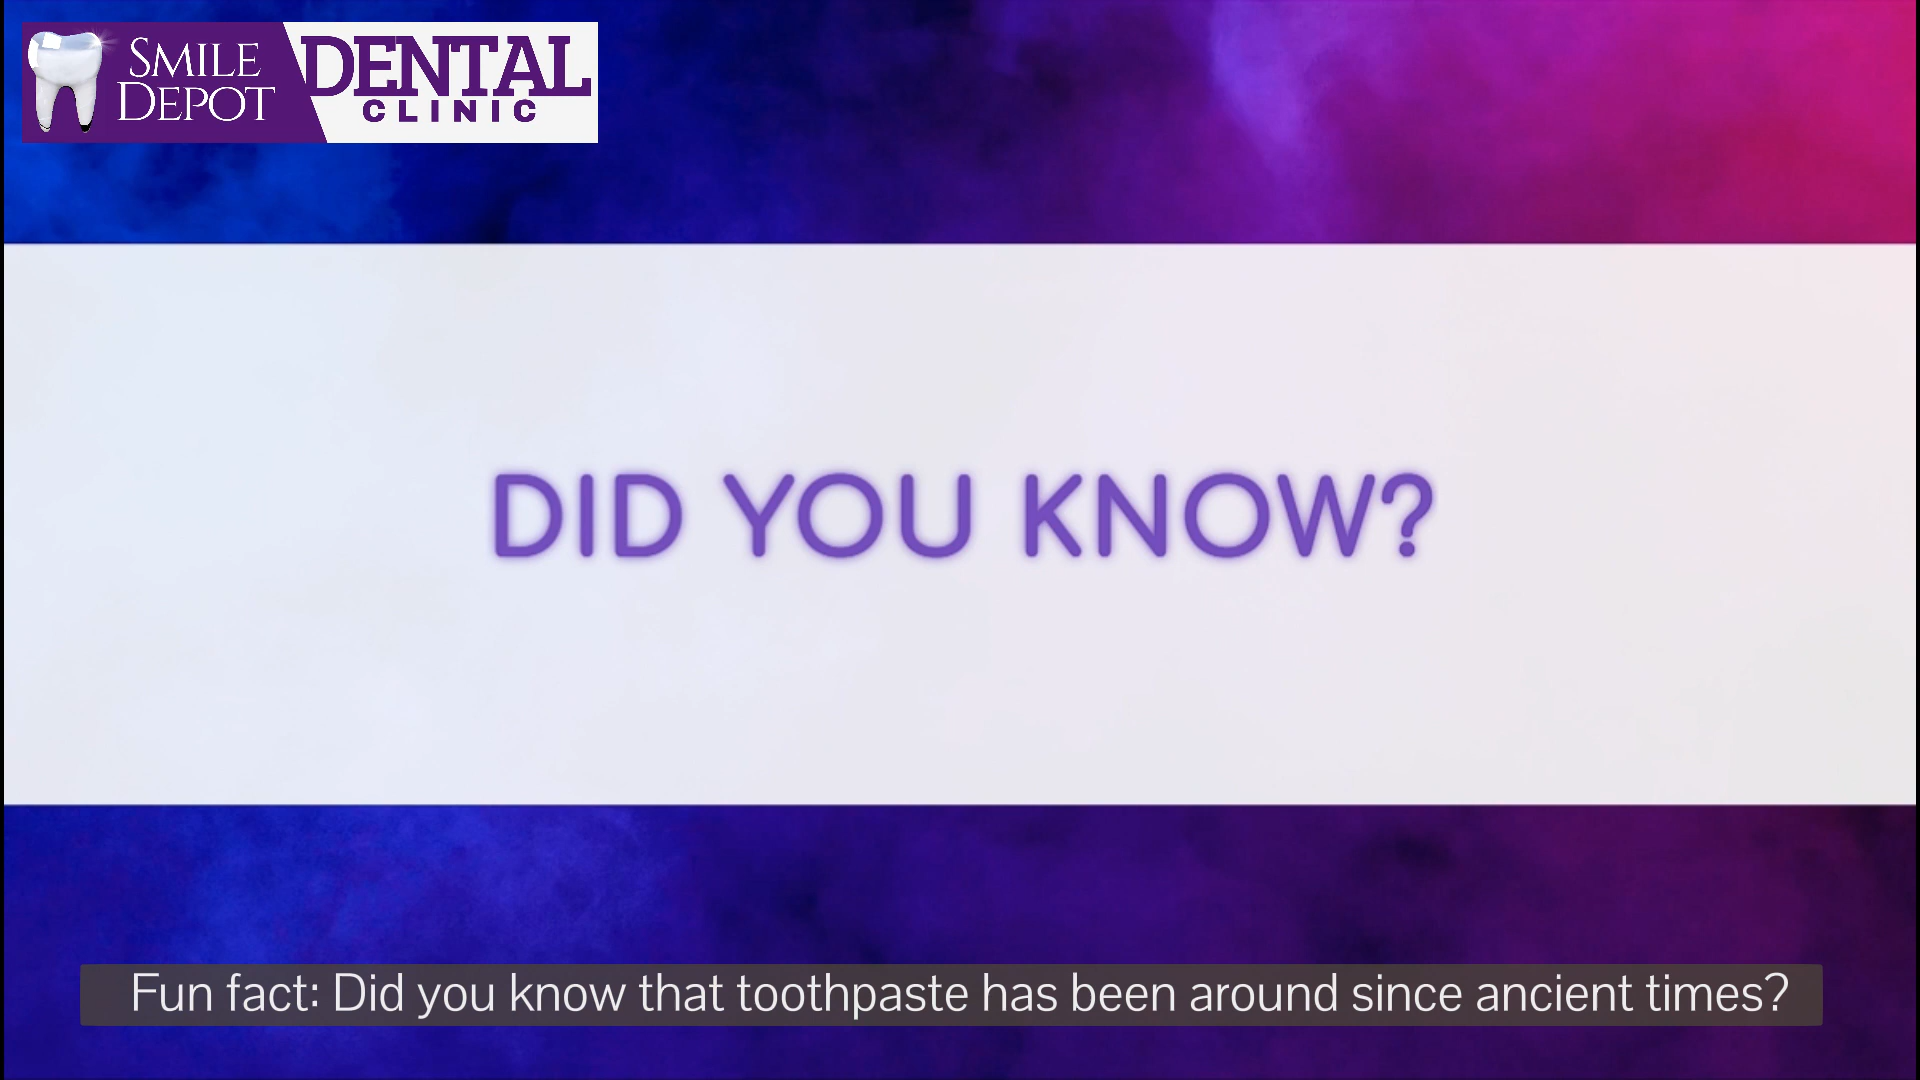 SMILE
DEPOT
DENTAL
CLINIC
DID YOU KNOW?
Fun fact: Did you know that toothpaste has been around since ancient times?